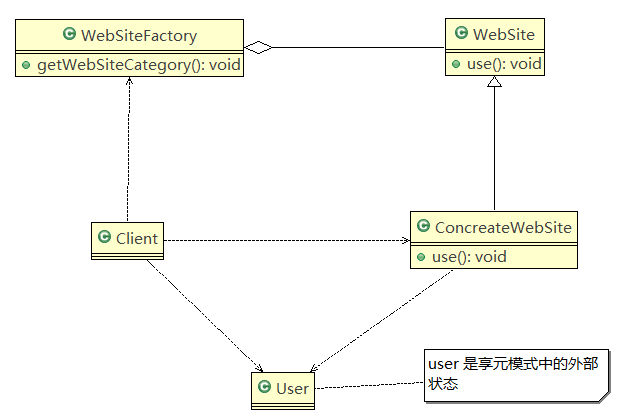 WebSiteFactory
getWebSiteCategory(): void
WebSite
use(): void
Client
ConcreateWebSite
use(): void
User
user 是享元模式中的外部
状态